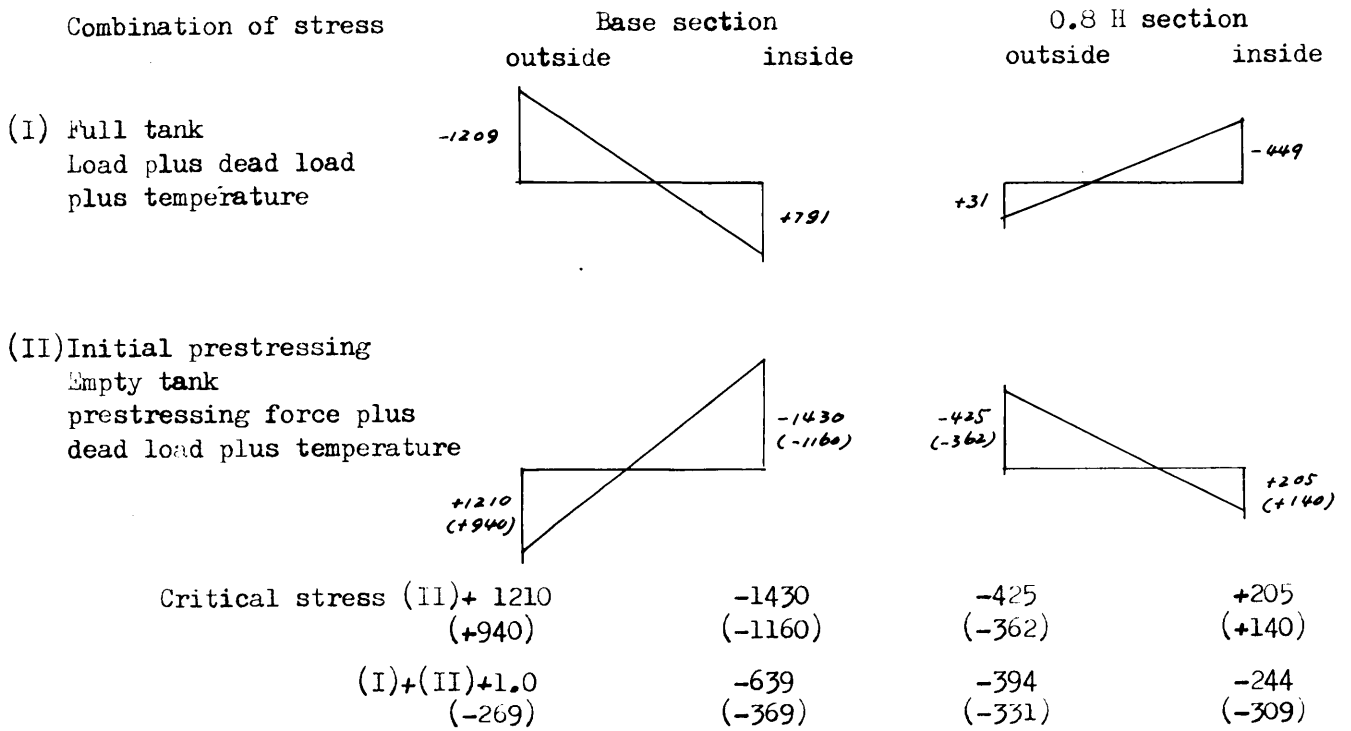 Combination of stress Base section 0.8 H section
outside inside outside inside
(I) Full tank
-1209
-449
Load plus dead load
plus temperature
+791
+31
(II) Initial prestressing
Empty tank
prestressing force plus
-1430
-425
(-1160)
(-362)
dead load plus temperature
+205
+1210
(+140)
(+940)
Critical stress (II)+ 1210 -1430 -425 +205
(+940) (-1160) (-362) (+140)
(I)+(II)+1.0 -639 -394 -244
(-269) (-369) (-331) (-309)